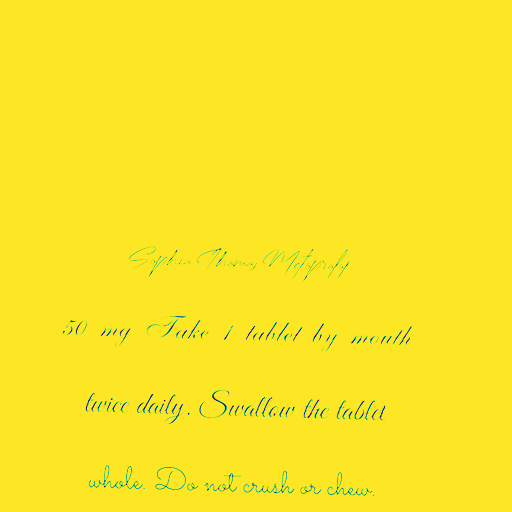 Sophia Thomas Metoprolol
50 mg Take 1 tablet by mouth
twice daily. Swallow the tablet
whole. Do not crush or chew.